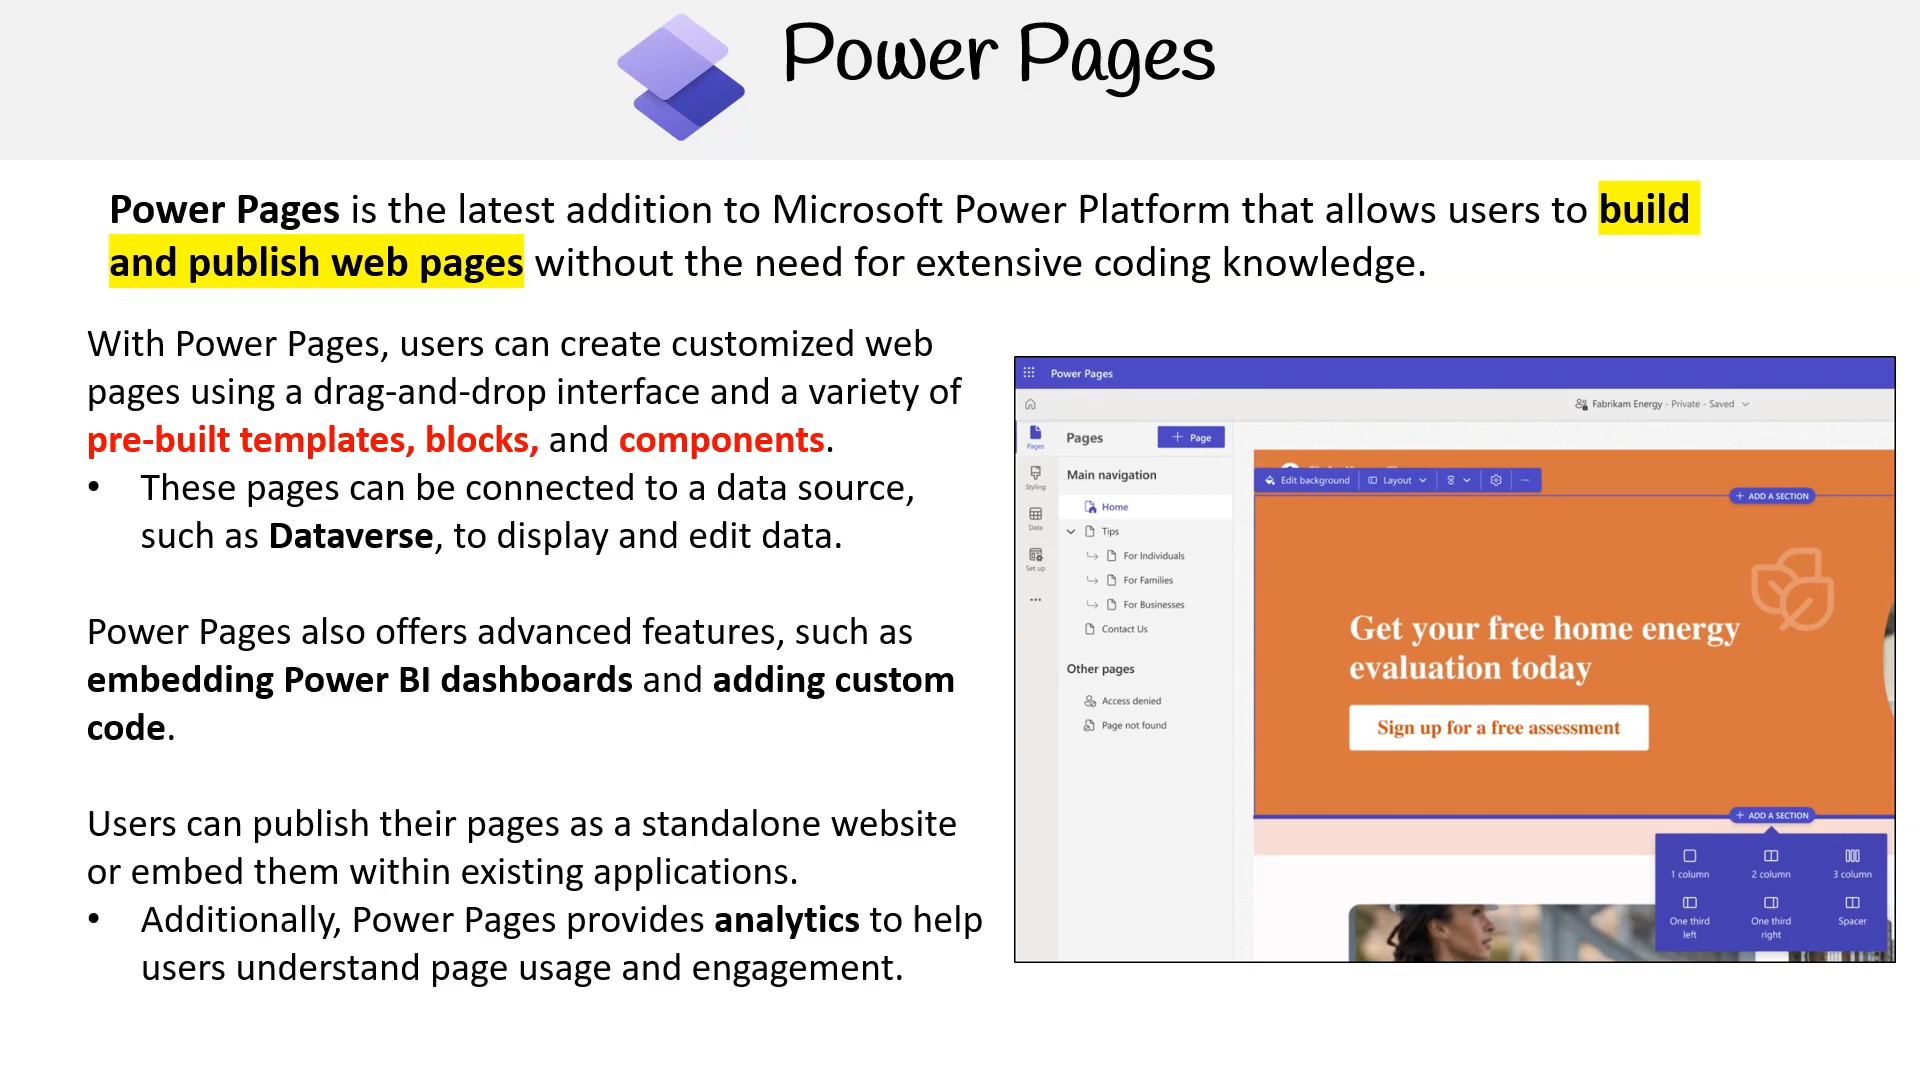 Power Pages
Power Pages is the latest addition to Microsoft Power Platform that allows users to build
and publish web pages without the need for extensive coding knowledge.
With Power Pages, users can create customized web
pages using a drag-and-drop interface and a variety of
pre-built templates, blocks, and components.
• These pages can be connected to a data source,
such as Dataverse, to display and edit data.
Power Pages also offers advanced features, such as
embedding Power BI dashboards and adding custom
code.
Users can publish their pages as a standalone website
or embed them within existing applications.
• Additionally, Power Pages provides analytics to help
users understand page usage and engagement.
Power Pages
Fabrikam Energy - Private - Saved
Pages
Styling
Data
Set up
Pages
+ Page
Main navigation
Home
Tips
For Individuals
For Families
For Businesses
Contact Us
Other pages
Access denied
Page not found
Edit background
Layout
+ ADD A SECTION
Get your free home energy
evaluation today
Sign up for a free assessment
+ ADD A SECTION
1 column
2 column
3 column
One third
left
One third
right
Spacer